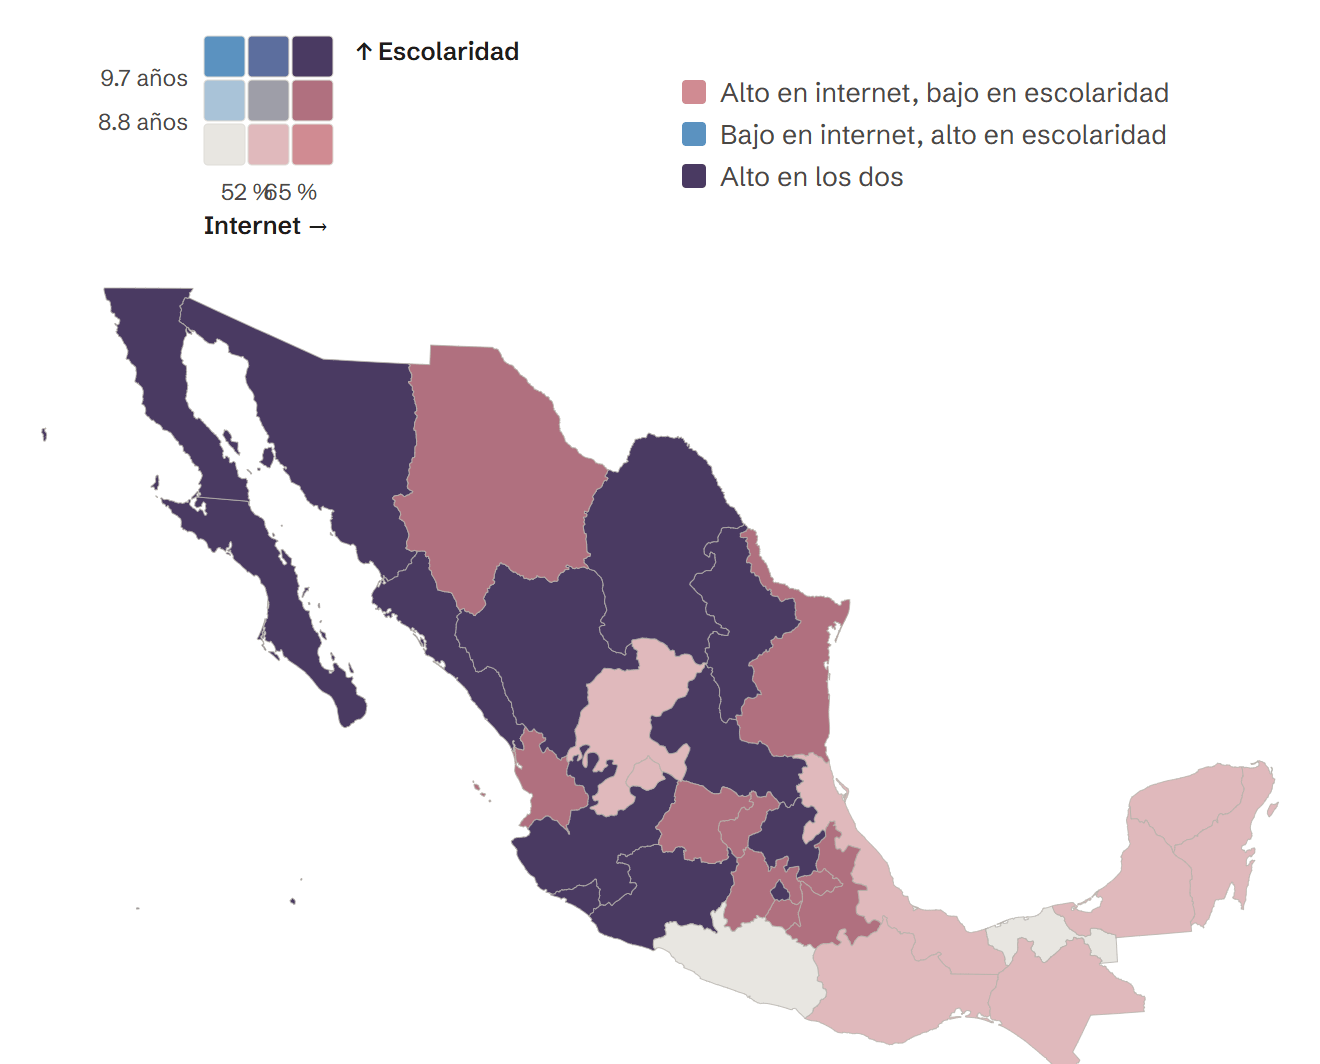 ↑ Escolaridad
9.7 años
8.8 años
52 %65 %
Internet →
Alto en internet, bajo en escolaridad
Bajo en internet, alto en escolaridad
Alto en los dos